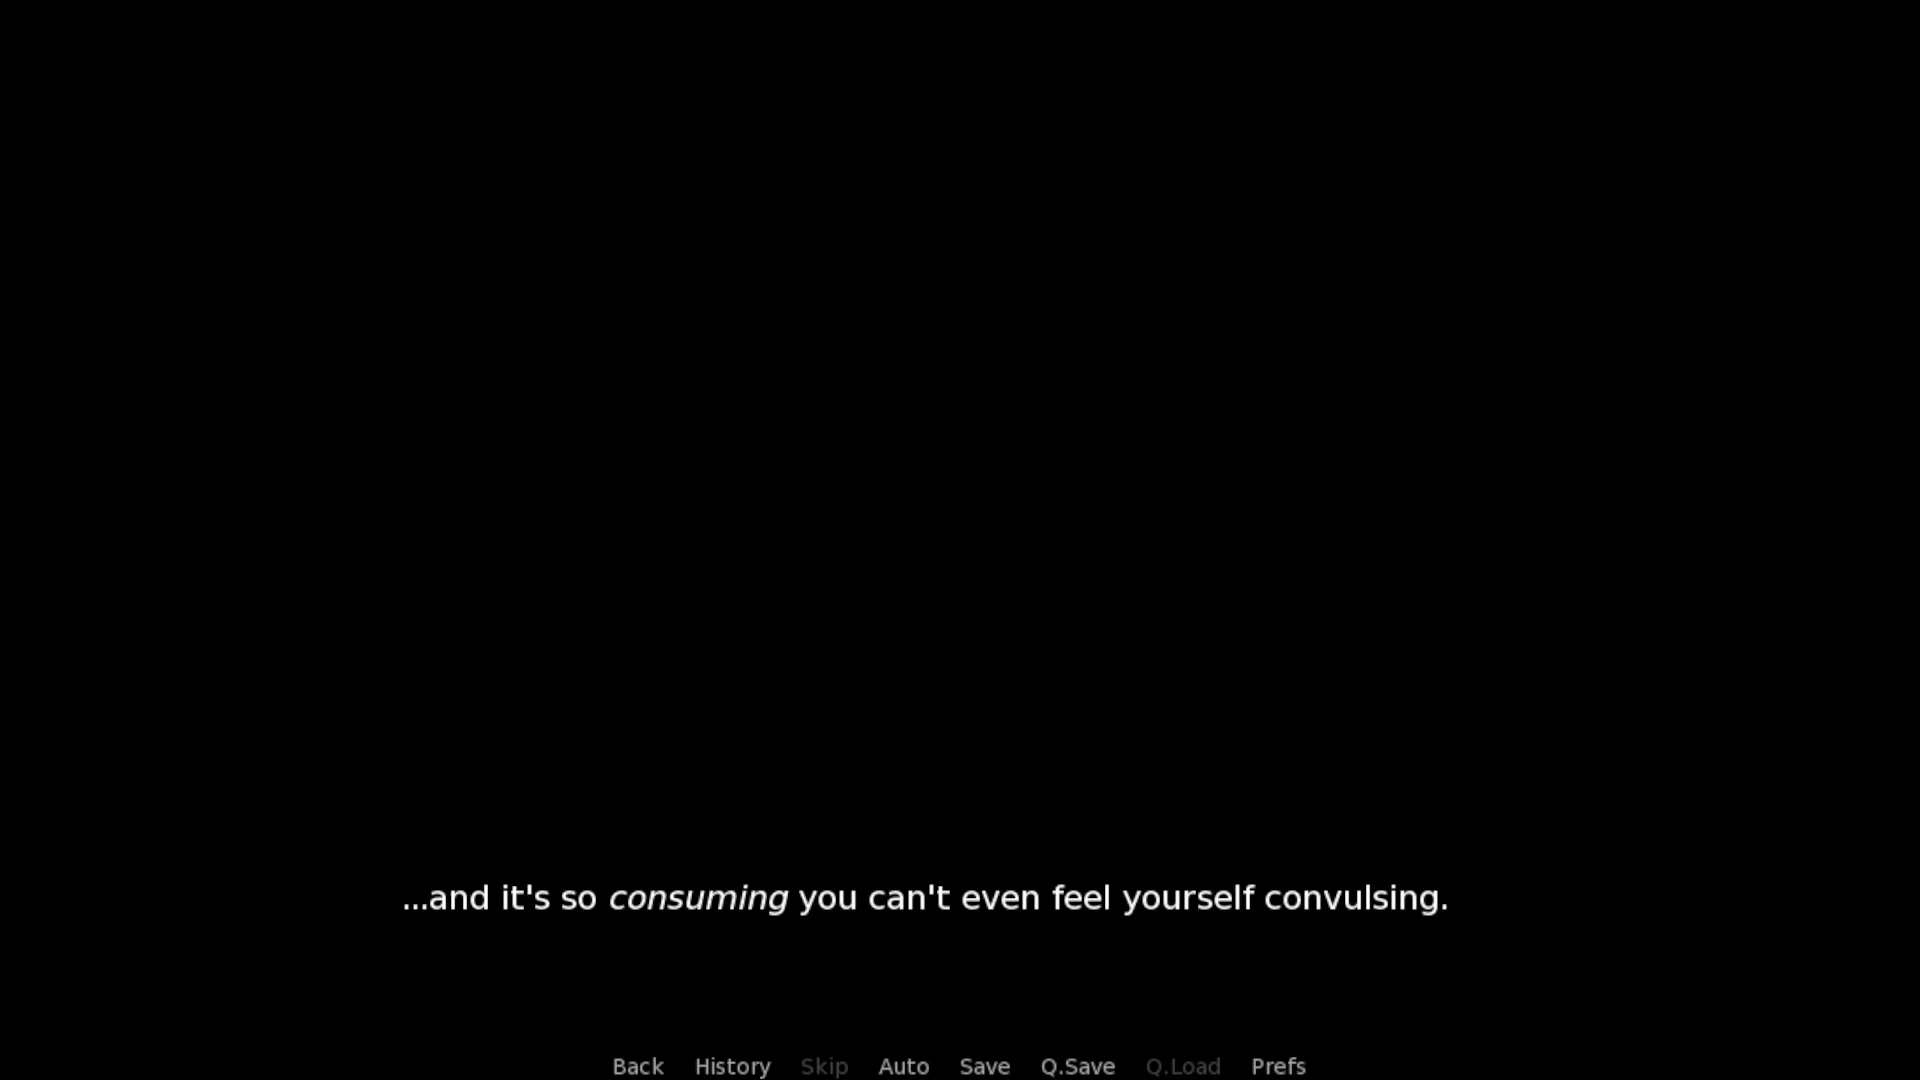 ...and it's so consuming you can't even feel yourself convulsing.
Back History Skip Auto Save Q.Save Q.Load Prefs